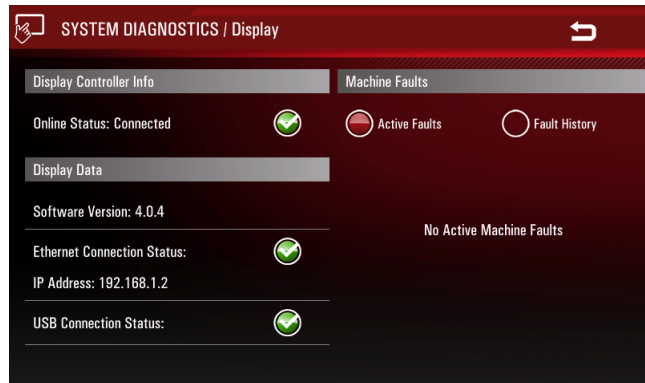 SYSTEM DIAGNOSTICS / Display
Display Controller Info
Online Status: Connected
Display Data
Software Version: 4.0.4
Ethernet Connection Status:
IP Address: 192.168.1.2
USB Connection Status:
Machine Faults
Active Faults
Fault History
No Active Machine Faults